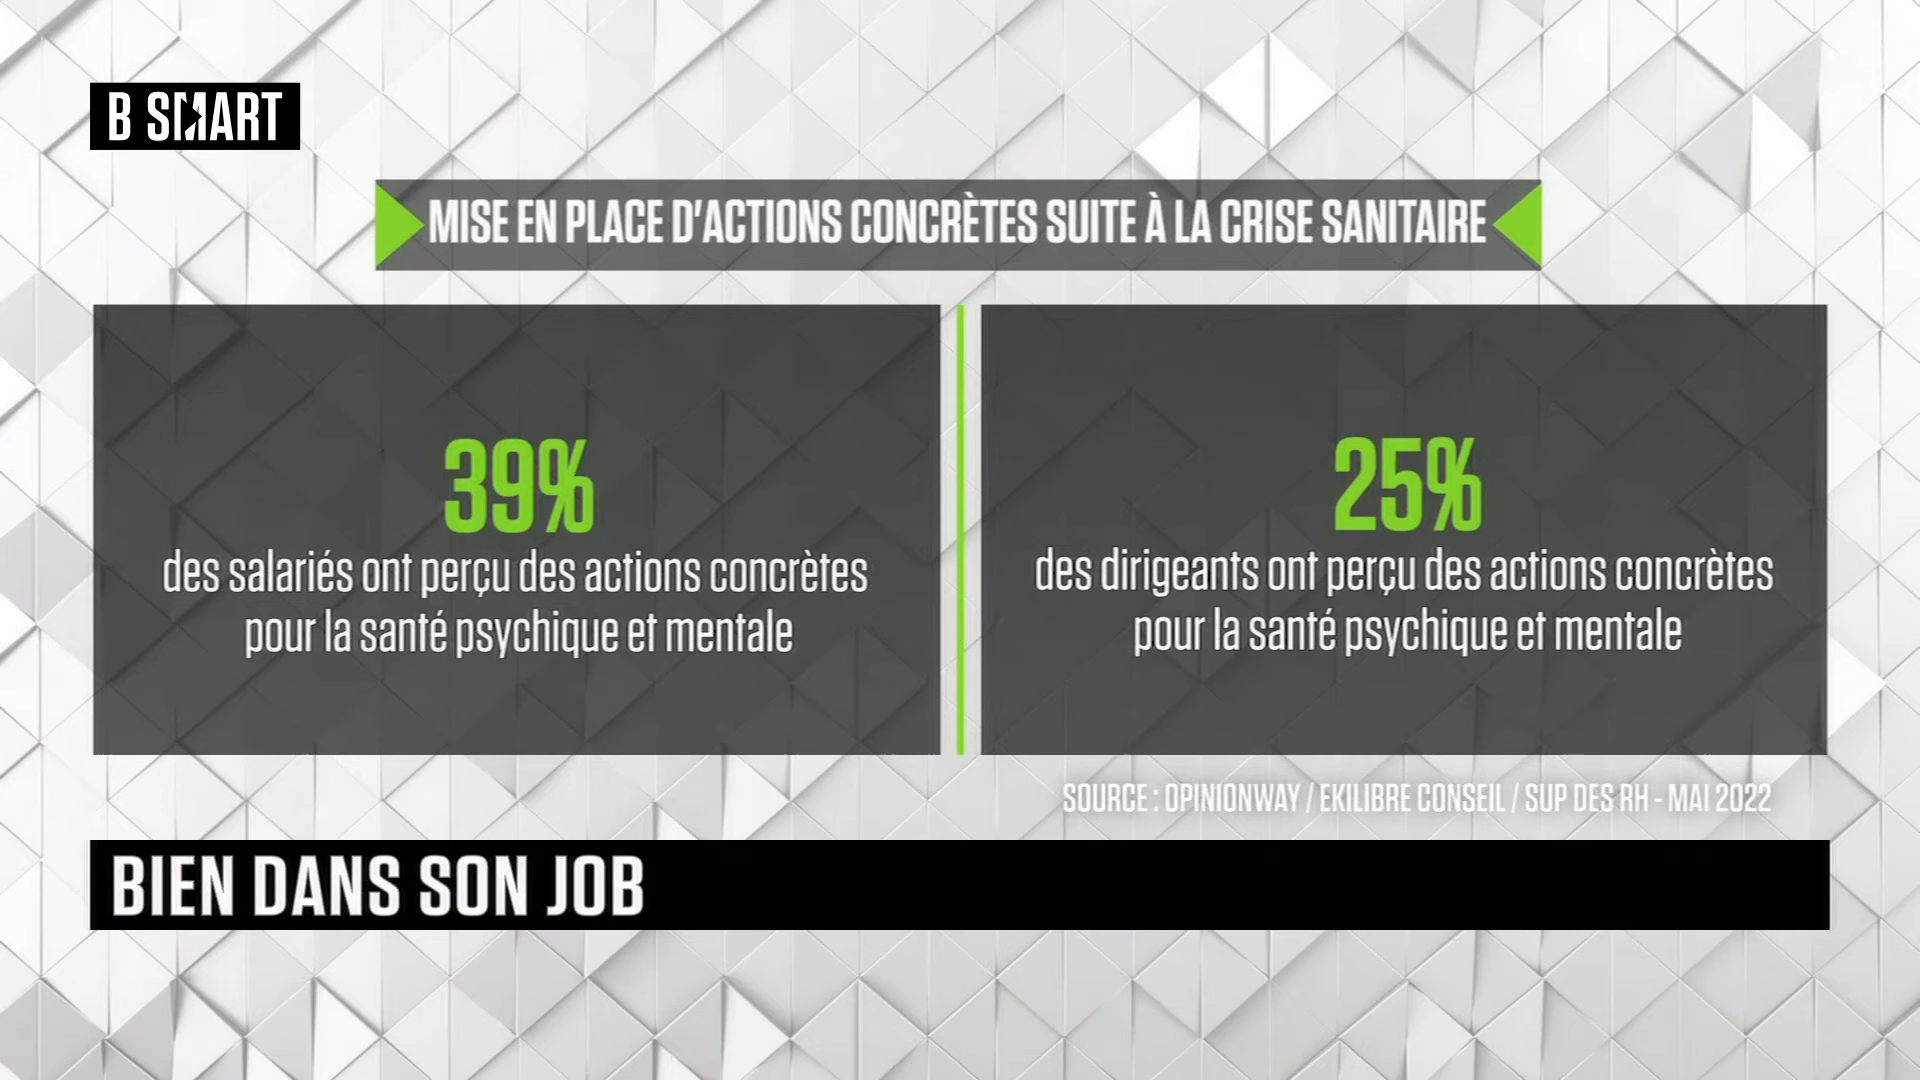 B SMART
MISE EN PLACE D'ACTIONS CONCRÈTES SUITE À LA CRISE SANITAIRE
39%
des salariés ont perçu des actions concrètes
pour la santé psychique et mentale
25%
des dirigeants ont perçu des actions concrètes
pour la santé psychique et mentale
SOURCE : OPINIONWAY / EKILIBRE CONSEIL / SUP DES RH - MAI 2022
BIEN DANS SON JOB